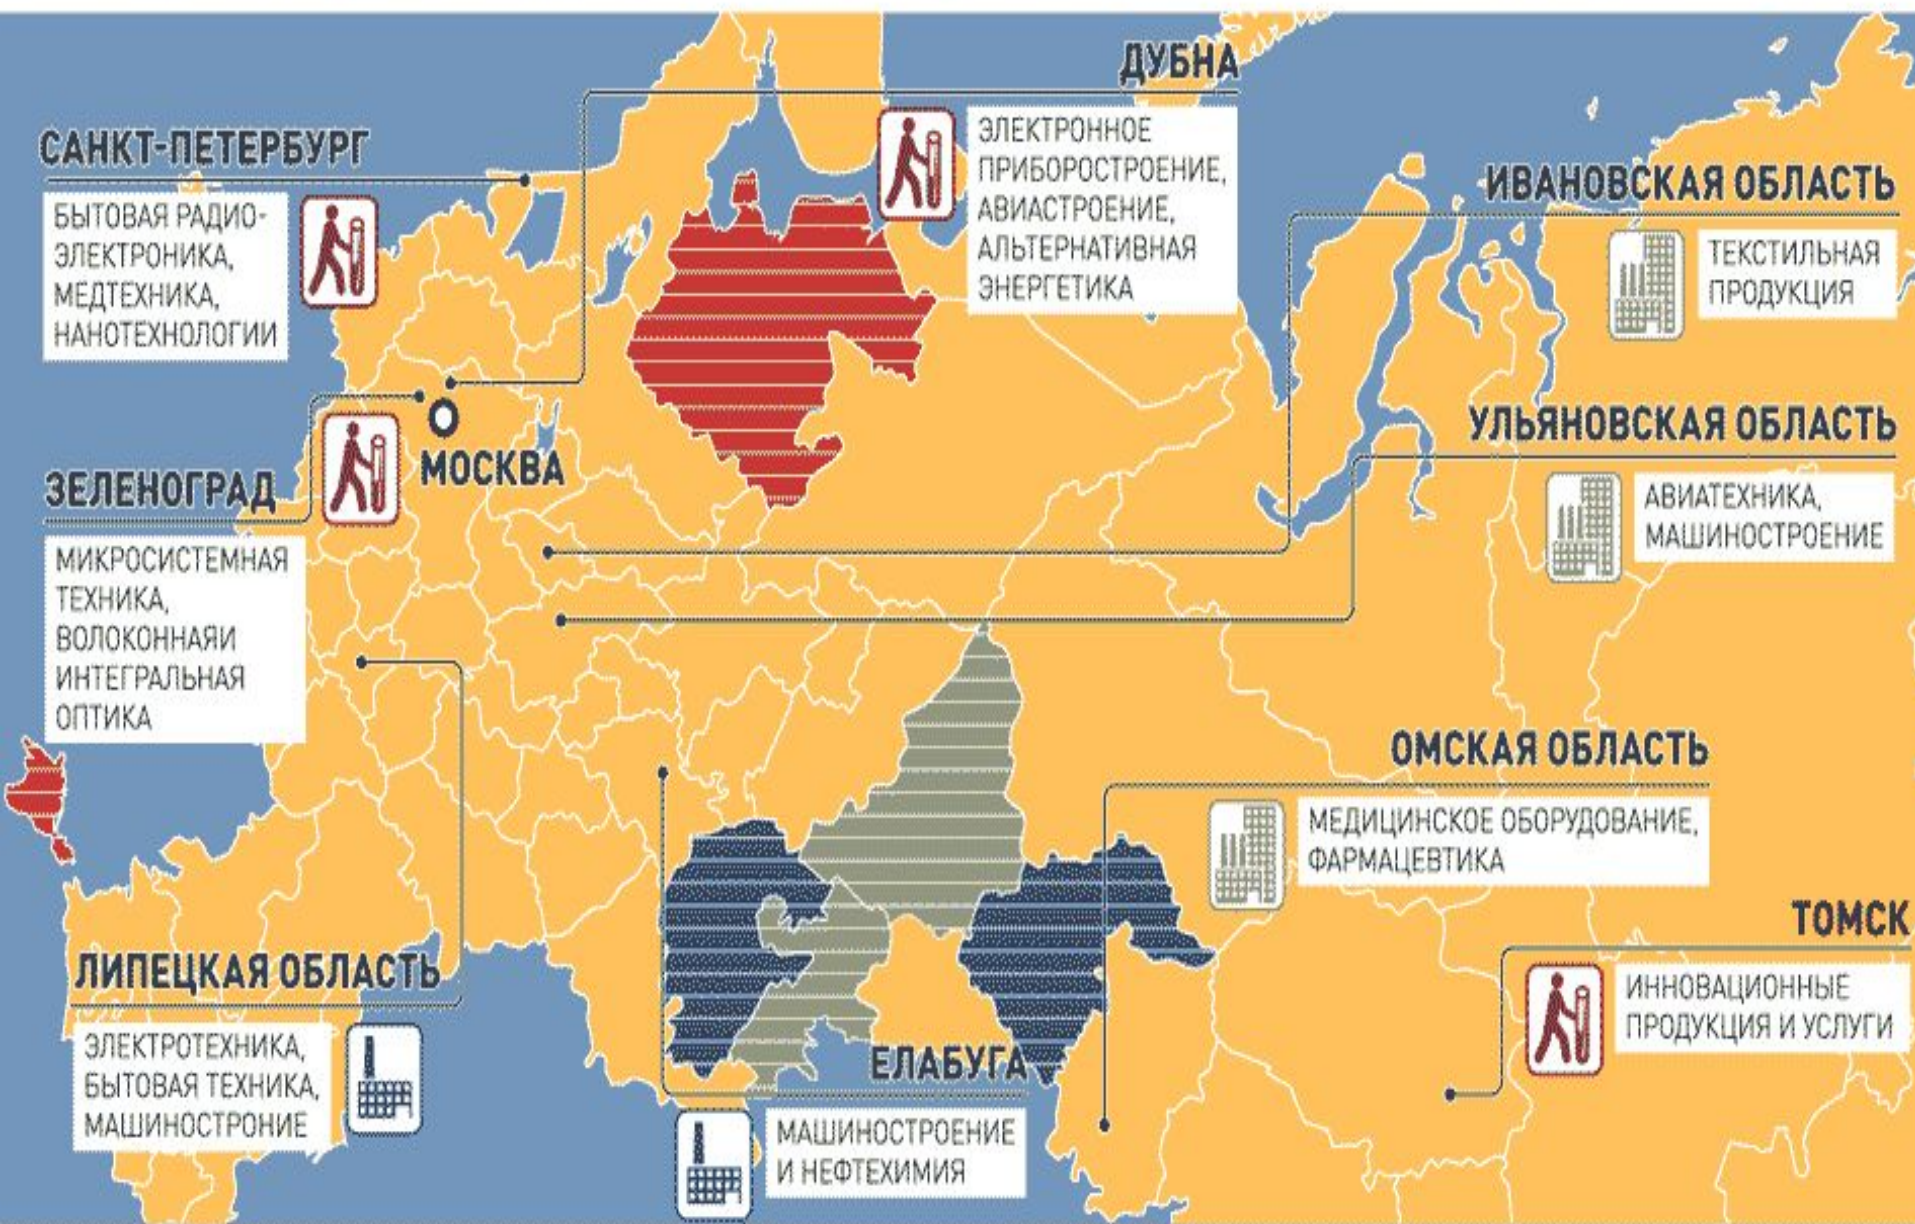 ДУБНА
ЭЛЕКТРОННОЕ
ПРИБОРОСТРОЕНИЕ,
АВИАСТРОЕНИЕ,
АЛЬТЕРНАТИВНАЯ
ЭНЕРГЕТИКА
САНКТ-ПЕТЕРБУРГ
БЫТОВАЯ РАДИО-
ЭЛЕКТРОНИКА,
МЕДТЕХНИКА,
НАНОТЕХНОЛОГИИ
ИВАНОВСКАЯ ОБЛАСТЬ
ТЕКСТИЛЬНАЯ
ПРОДУКЦИЯ
МОСКВА
ЗЕЛЕНОГРАД
МИКРОСИСТЕМНАЯ
ТЕХНИКА,
ВОЛОКОННАЯИ
ИНТЕГРАЛЬНАЯ
ОПТИКА
УЛЬЯНОВСКАЯ ОБЛАСТЬ
АВИАТЕХНИКА,
МАШИНОСТРОЕНИЕ
ОМСКАЯ ОБЛАСТЬ
МЕДИЦИНСКОЕ ОБОРУДОВАНИЕ,
ФАРМАЦЕВТИКА
ТОМСК
ИННОВАЦИОННЫЕ
ПРОДУКЦИЯ И УСЛУГИ
ЛИПЕЦКАЯ ОБЛАСТЬ
ЭЛЕКТРОТЕХНИКА,
БЫТОВАЯ ТЕХНИКА,
МАШИНОСТРОНИЕ
ЕЛАБУГА
МАШИНОСТРОЕНИЕ
И НЕФТЕХИМИЯ